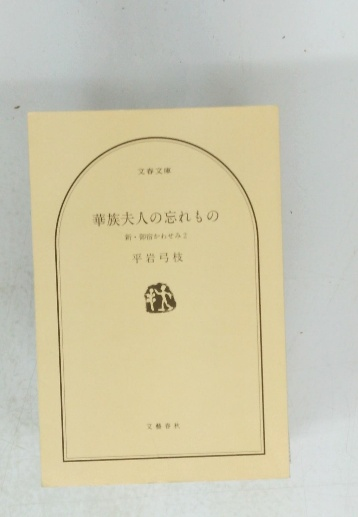 文春文庫
華族夫人の忘れもの
新・御宿かわせみ2
平岩弓枝
文藝春秋